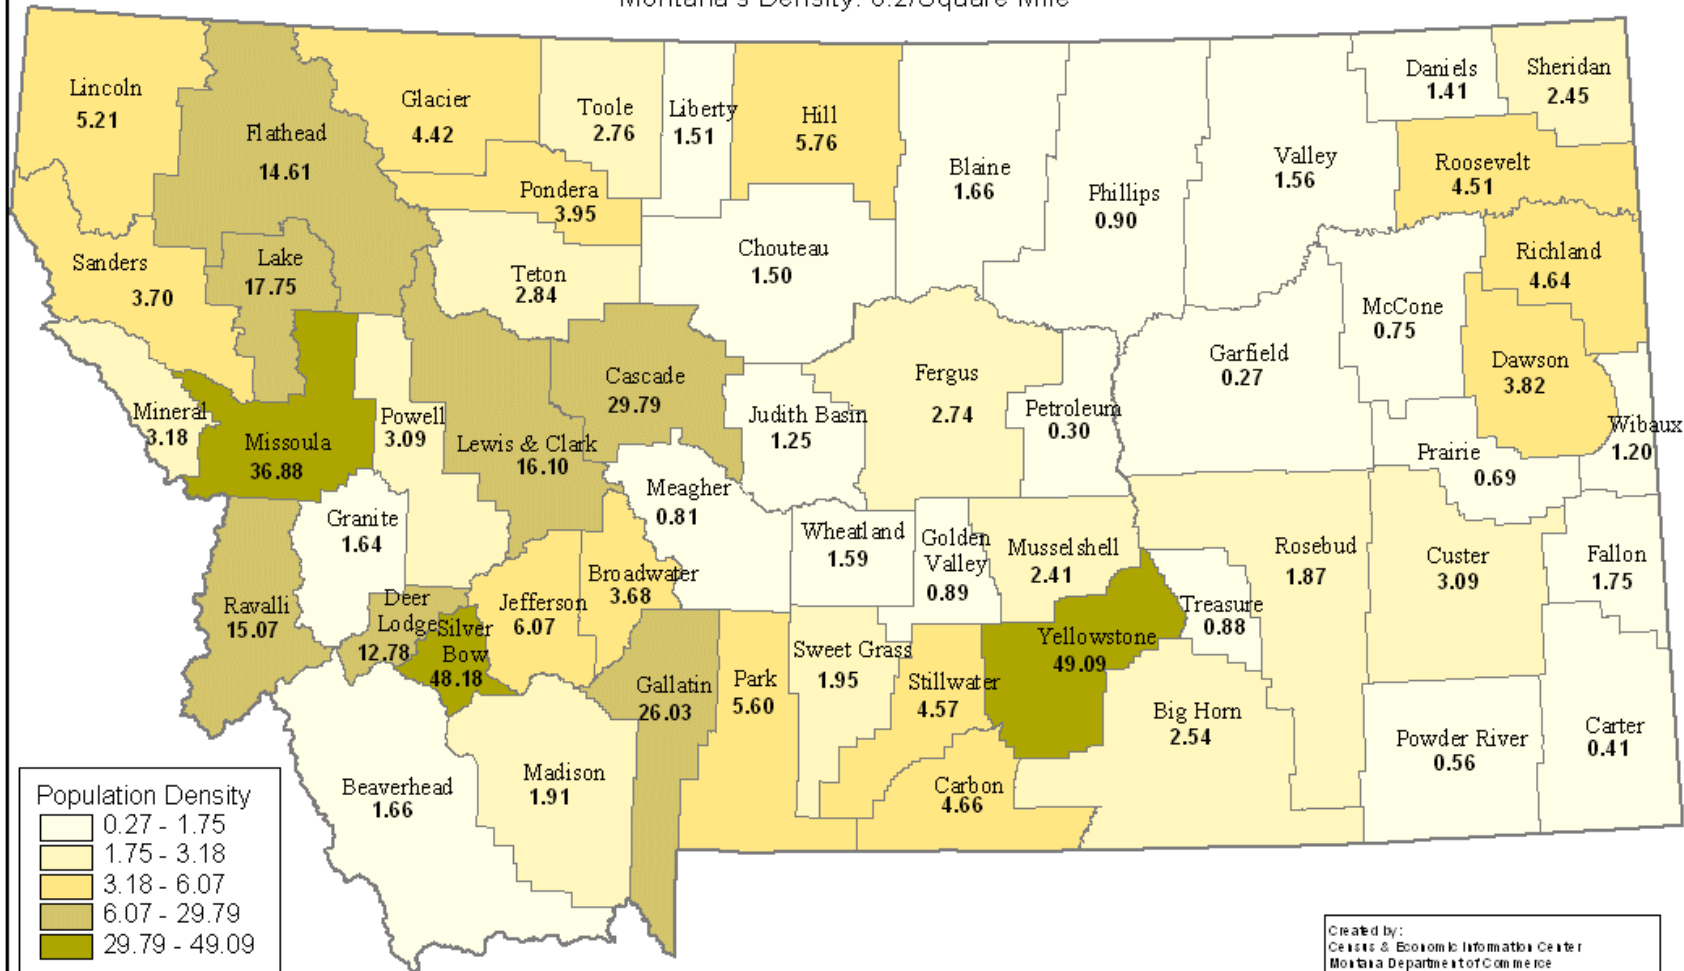 Montana's Density: 6.2/Square Mile
Lincoln
5.21
Flathead
14.61
Glacier
4.42
Toole
2.76
Liberty
1.51
Hill
5.76
Blaine
1.66
Phillips
0.90
Valley
1.56
Daniels
1.41
Sheridan
2.45
Roosevelt
4.51
Pondera
3.95
Sanders
3.70
Lake
17.75
Teton
2.84
Chouteau
1.50
Richland
4.64
McCone
0.75
Garfield
0.27
Dawson
3.82
Mineral
3.18
Missoula
36.88
Powell
3.09
Lewis & Clark
16.10
Cascade
29.79
Judith Basin
1.25
Fergus
2.74
Petroleum
0.30
Prairie
0.69
Wibaux
1.20
Granite
1.64
Meagher
0.81
Wheatland
1.59
Golden
Valley
0.89
Musselshell
2.41
Rosebud
1.87
Custer
3.09
Fallon
1.75
Ravalli
15.07
Deer
Lodge
12.78
Silver
Bow
48.18
Jefferson
6.07
Broadwater
3.68
Treasure
0.88
Yellowstone
49.09
Gallatin
26.03
Park
5.60
Sweet Grass
1.95
Stillwater
4.57
Big Horn
2.54
Powder River
0.56
Carter
0.41
Beaverhead
1.66
Madison
1.91
Carbon
4.66
Population Density
0.27 - 1.75
1.75 - 3.18
3.18 - 6.07
6.07 - 29.79
29.79 - 49.09
Created by:
Census & Economic Information Center
Montana Department of Commerce